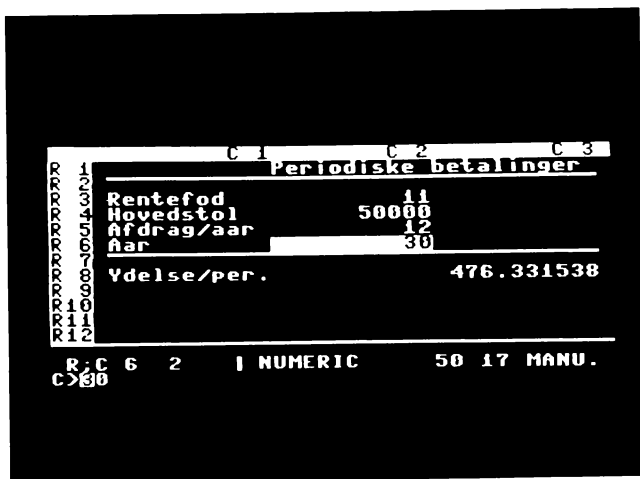 C 1 C 2 C 3
R 1 Periodiske betalinger
R 2
R 3 Rentefod 11
R 4 Hovedstol 50000
R 5 Afdrag/aar 12
R 6 Aar 30
R 7
R 8 Ydelse/per. 476.331538
R 9
R10
R11
R12
R;C 6 2 NUMERIC 50 17 MANU.
C>30